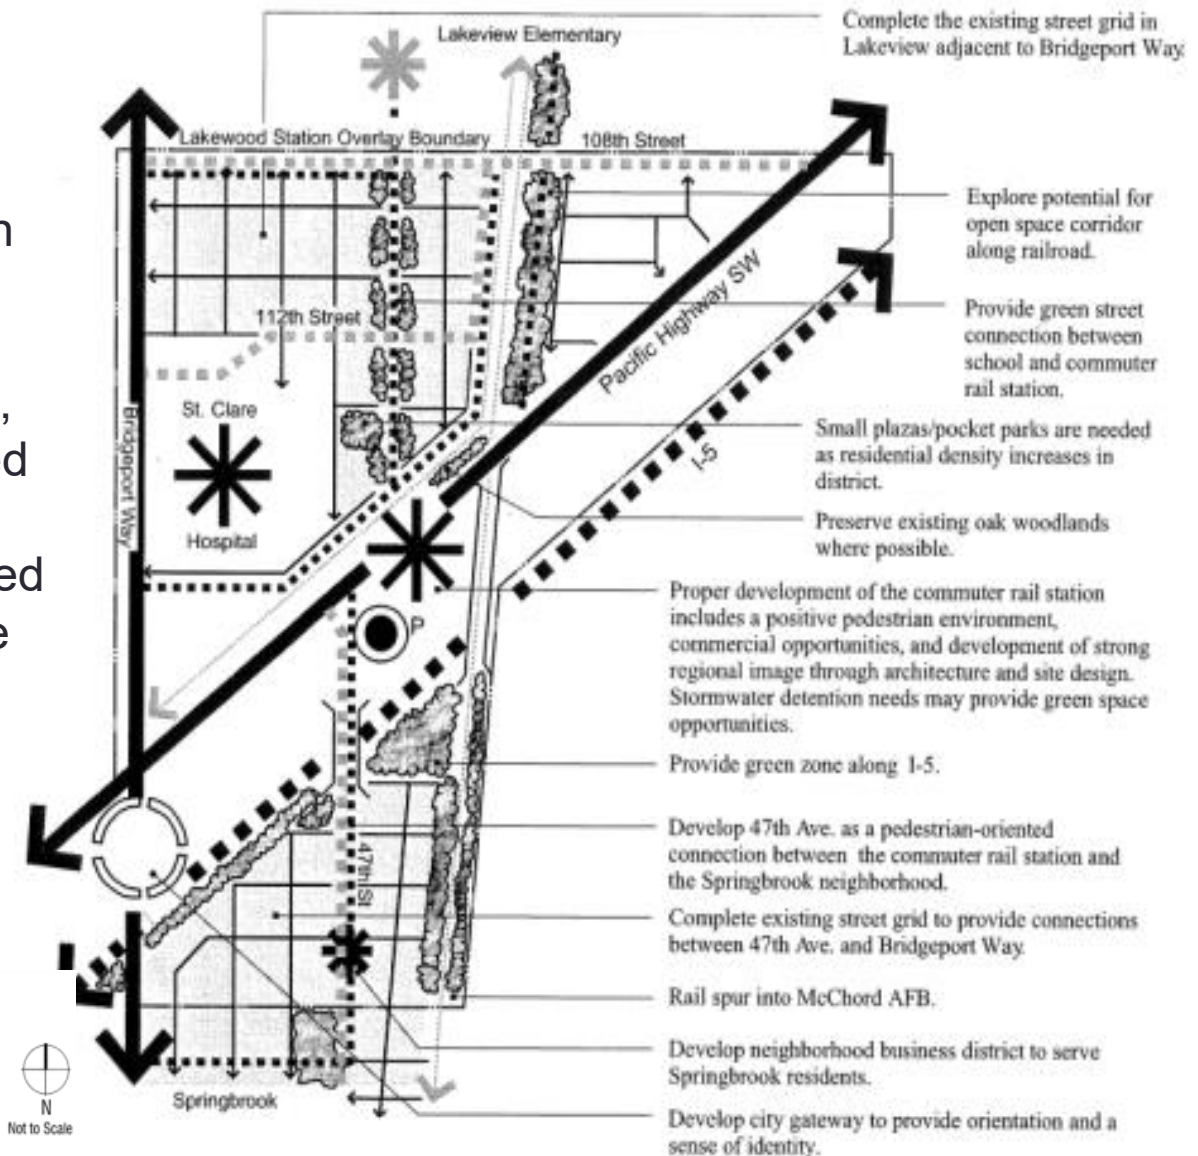 Complete the existing street grid in
Lakeview adjacent to Bridgeport Way.
Lakeview Elementary
Lakewood Station Overlay Boundary
108th Street
Explore potential for
open space corridor
along railroad.
Pacific Highway SW
Provide green street
connection between
school and commuter
rail station.
112th Street
St. Clare
Hospital
Bridgeport Way
I-5
Small plazas/pocket parks are needed
as residential density increases in
district.
Preserve existing oak woodlands
where possible.
P
Proper development of the commuter rail station
includes a positive pedestrian environment,
commercial opportunities, and development of strong
regional image through architecture and site design.
Stormwater detention needs may provide green space
opportunities.
Provide green zone along I-5.
47th St
Develop 47th Ave. as a pedestrian-oriented
connection between the commuter rail station and
the Springbrook neighborhood.
Complete existing street grid to provide connections
between 47th Ave. and Bridgeport Way.
Rail spur into McChord AFB.
Develop neighborhood business district to serve
Springbrook residents.
Develop city gateway to provide orientation and a
sense of identity.
Springbrook
N
Not to Scale